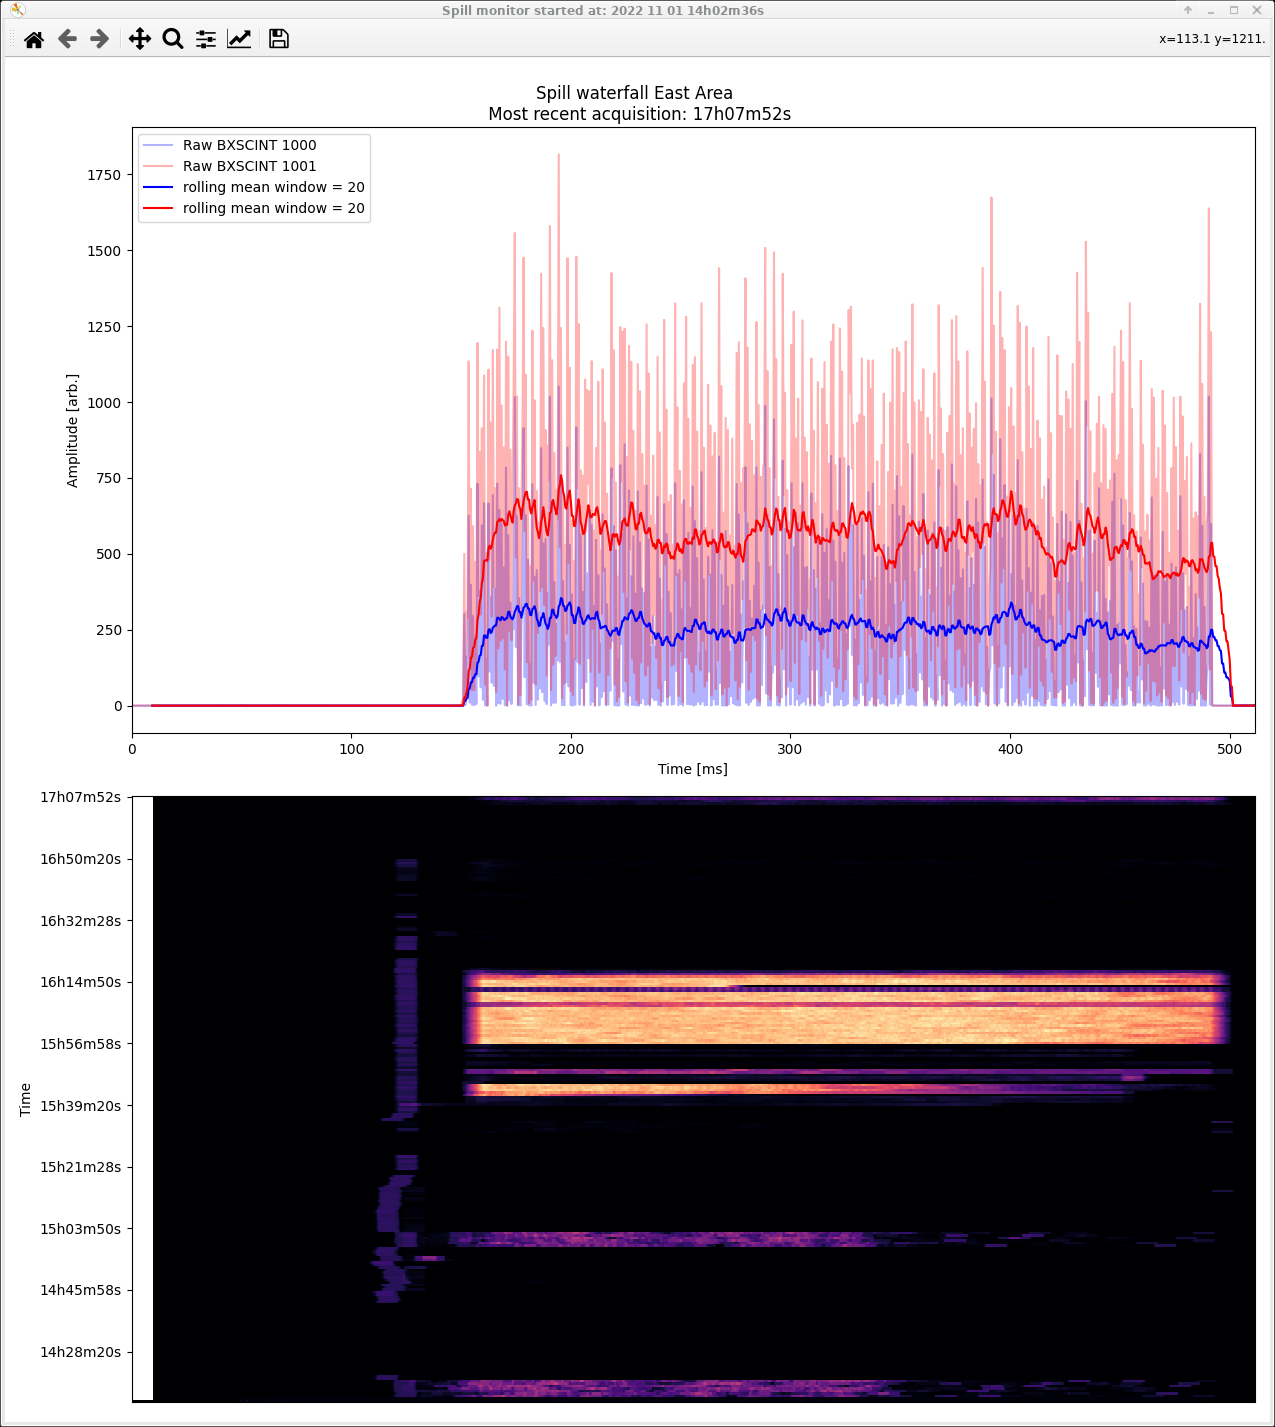 Spill monitor started at: 2022 11 01 14h02m36s
x=113.1 y=1211.
Spill waterfall East Area
Most recent acquisition: 17h07m52s
Raw BXSCINT 1000
Raw BXSCINT 1001
rolling mean window = 20
rolling mean window = 20
1750
1500
1250
1000
750
500
250
0
Amplitude [arb.]
0 100 200 300 400 500
Time [ms]
17h07m52s
16h50m20s
16h32m28s
16h14m50s
15h56m58s
15h39m20s
15h21m28s
15h03m50s
14h45m58s
14h28m20s
Time